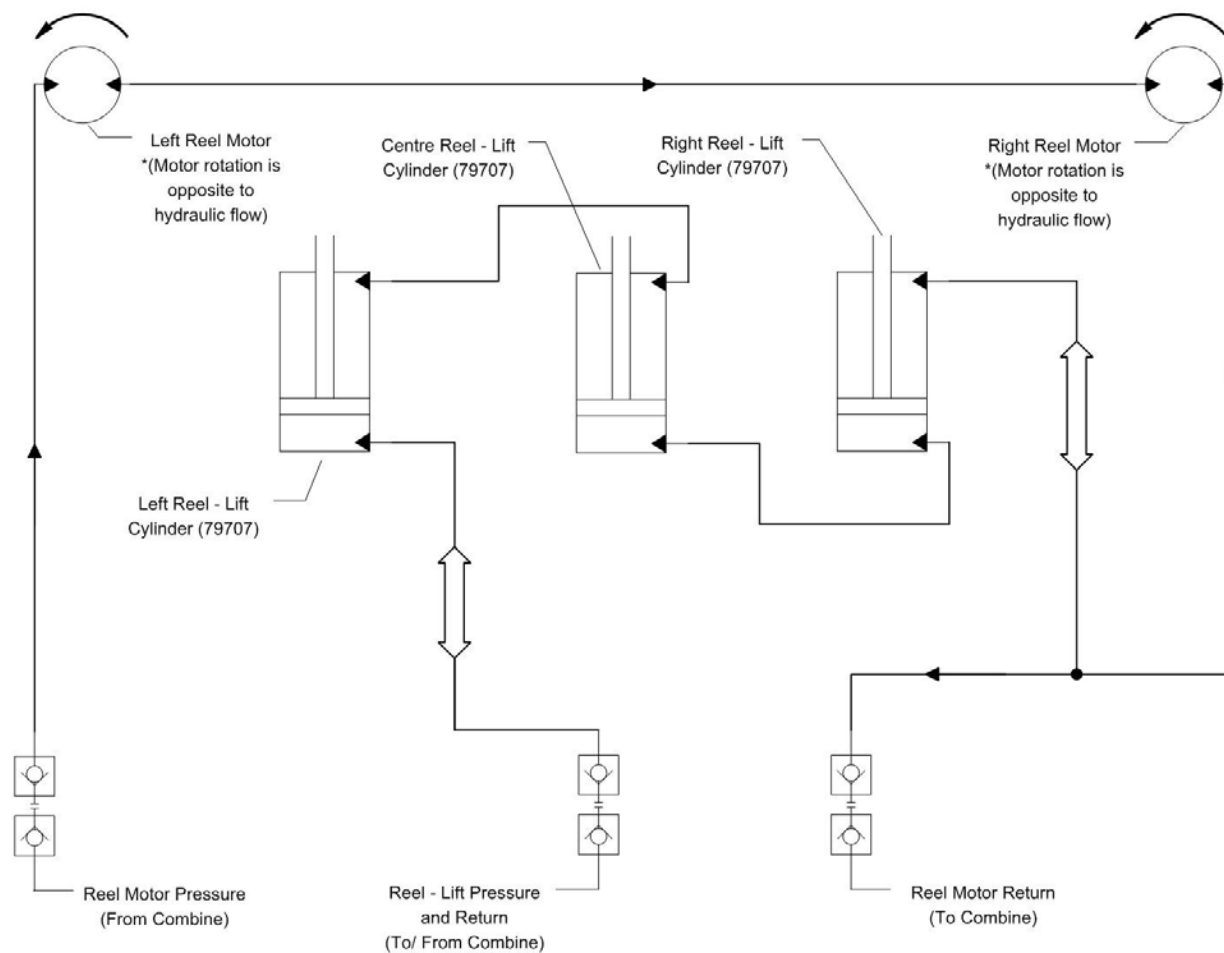 Left Reel Motor
*(Motor rotation is
opposite to
hydraulic flow)
Centre Reel - Lift
Cylinder (79707)
Right Reel - Lift
Cylinder (79707)
Right Reel Motor
*(Motor rotation is
opposite to
hydraulic flow)
Left Reel - Lift
Cylinder (79707)
Reel Motor Pressure
(From Combine)
Reel - Lift Pressure
and Return
(To/ From Combine)
Reel Motor Return
(To Combine)